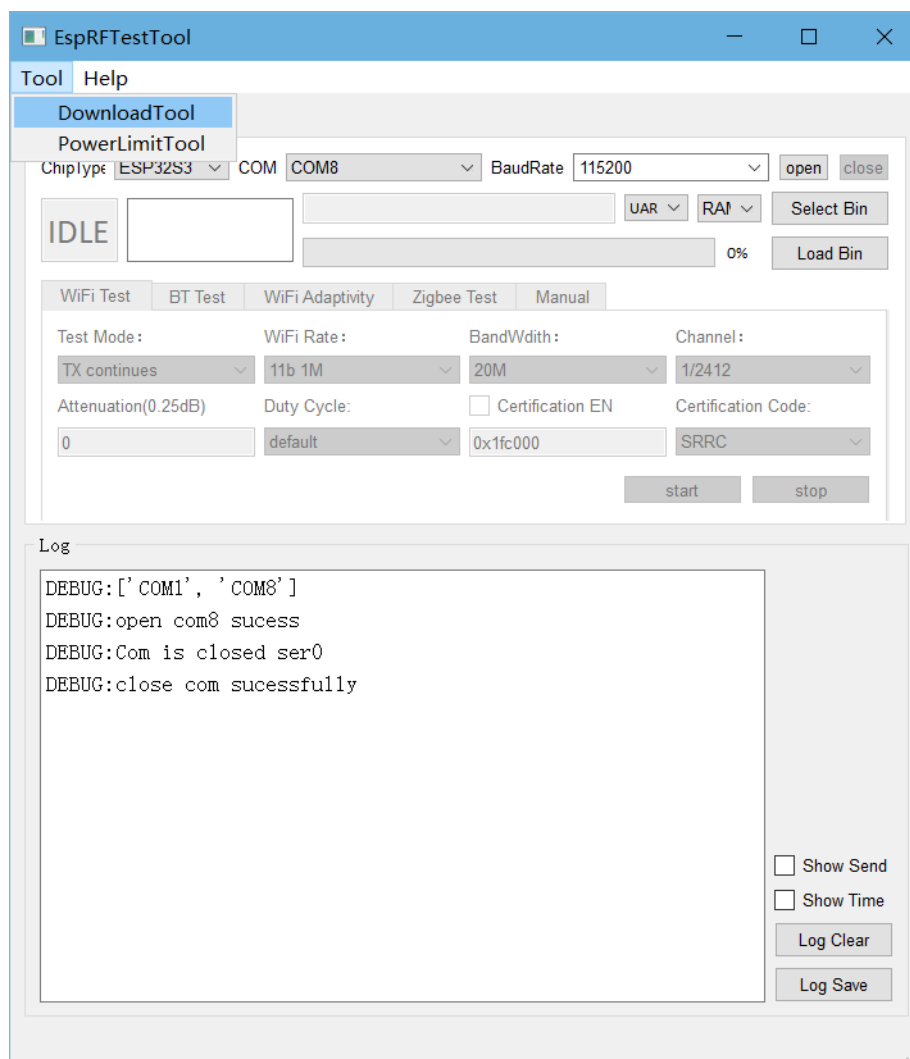 EspRFTestTool
Tool Help
DownloadTool
PowerLimitTool
ChipType ESP32S3 COM COM8 BaudRate 115200 open close
UAR RAM Select Bin
IDLE
0% Load Bin
WiFi Test BT Test WiFi Adaptivity Zigbee Test Manual
Test Mode: WiFi Rate: BandWdith: Channel:
TX continues 11b 1M 20M 1/2412
Attenuation(0.25dB) Duty Cycle: Certification EN Certification Code:
0 default 0x1fc000 SRRC
start stop
Log
DEBUG:['COM1', 'COM8']
DEBUG:open com8 sucess
DEBUG:Com is closed ser0
DEBUG:close com sucessfully
Show Send
Show Time
Log Clear
Log Save